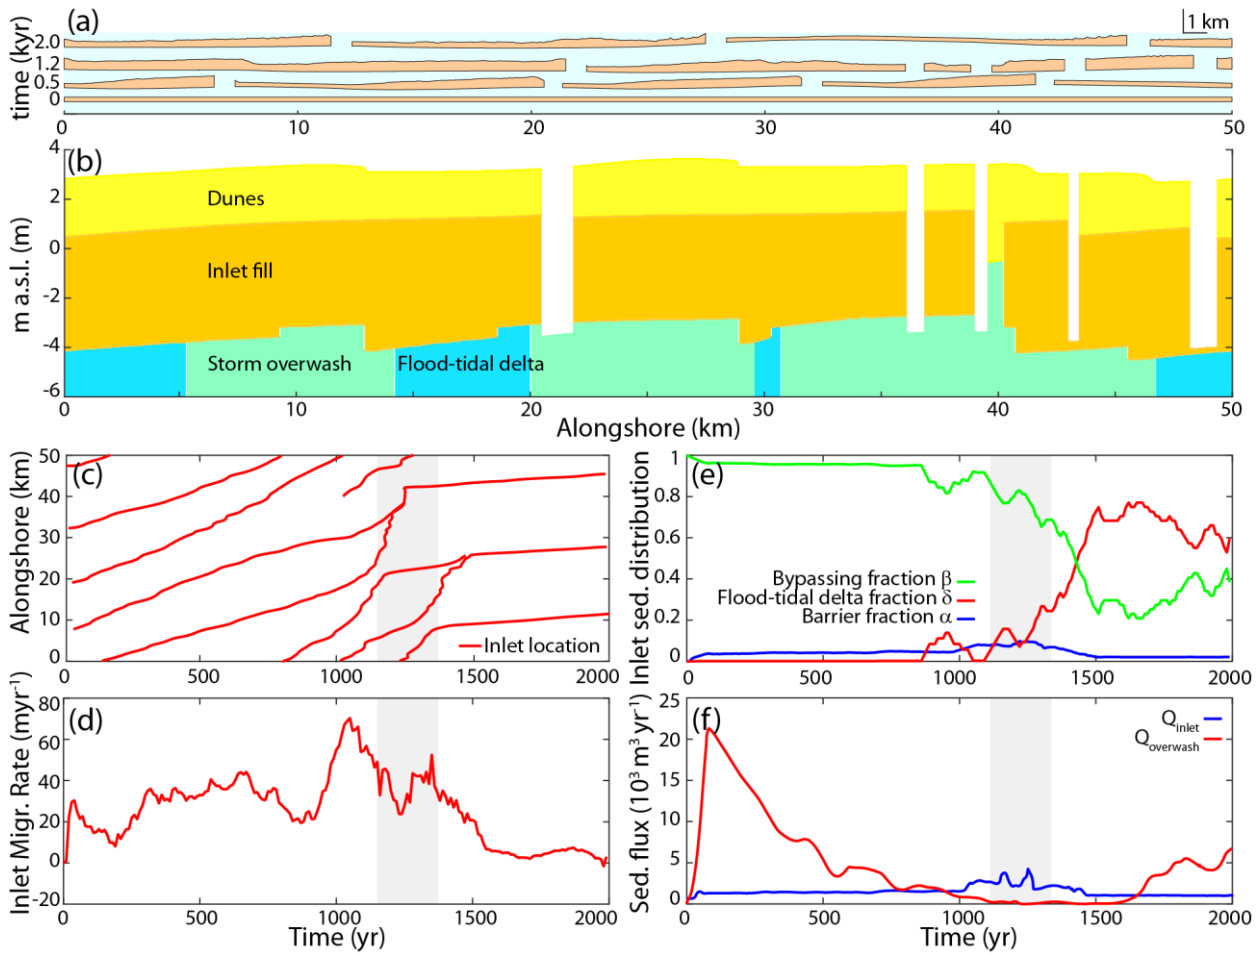 (a)
1 km
time (kyr)
2.0
1.2
0.5
0
0 10 20 30 40 50
(b)
m a.s.l. (m)
4
2
0
-2
-4
-6
Dunes
Inlet fill
Storm overwash
Flood-tidal delta
0 10 20 30 40 50
Alongshore (km)
(c)
Alongshore (km)
50
40
30
20
10
0
Inlet location
0 500 1000 1500 2000
(e)
Inlet sed. distribution
1
0.8
0.6
0.4
0.2
0
Bypassing fraction β
Flood-tidal delta fraction δ
Barrier fraction α
0 500 1000 1500 2000
(d)
Inlet Migr. Rate (myr⁻¹)
80
60
40
20
0
-20
0 500 1000 1500 2000
Time (yr)
(f)
Sed. flux (10³ m³ yr⁻¹)
25
20
15
10
5
0
Qinlet
Qoverwash
0 500 1000 1500 2000
Time (yr)